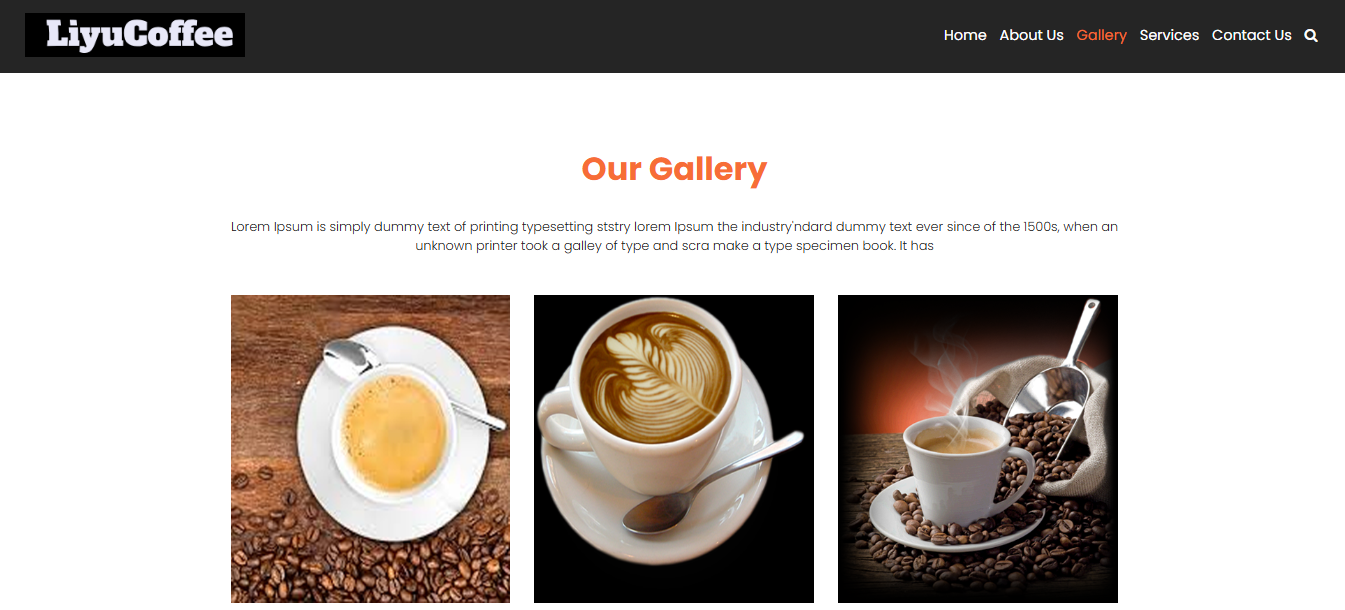 LiyuCoffee
Home About Us Gallery Services Contact Us
Our Gallery
Lorem Ipsum is simply dummy text of printing typesetting ststry lorem Ipsum the industry'ndard dummy text ever since of the 1500s, when an
unknown printer took a galley of type and scra make a type specimen book. It has